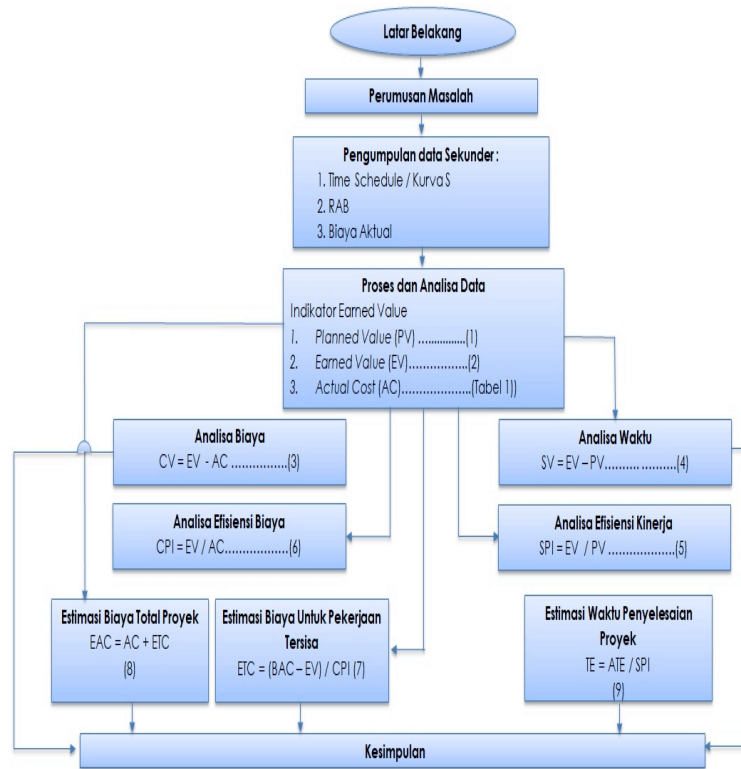 Latar Belakang
Perumusan Masalah
Pengumpulan data Sekunder :
1. Time Schedule / Kurva S
2. RAB
3. Biaya Aktual
Proses dan Analisa Data
Indikator Earned Value
1. Planned Value (PV) ................(1)
2. Earned Value (EV).................(2)
3. Actual Cost (AC)....................(Tabel 1))
Analisa Biaya
CV = EV - AC ................(3)
Analisa Waktu
SV = EV – PV.......... ..........(4)
Analisa Efisiensi Biaya
CPI = EV / AC..................(6)
Analisa Efisiensi Kinerja
SPI = EV / PV ...................(5)
Estimasi Biaya Total Proyek
EAC = AC + ETC
(8)
Estimasi Biaya Untuk Pekerjaan
Tersisa
ETC = (BAC – EV) / CPI (7)
Estimasi Waktu Penyelesaian
Proyek
TE = ATE / SPI
(9)
Kesimpulan